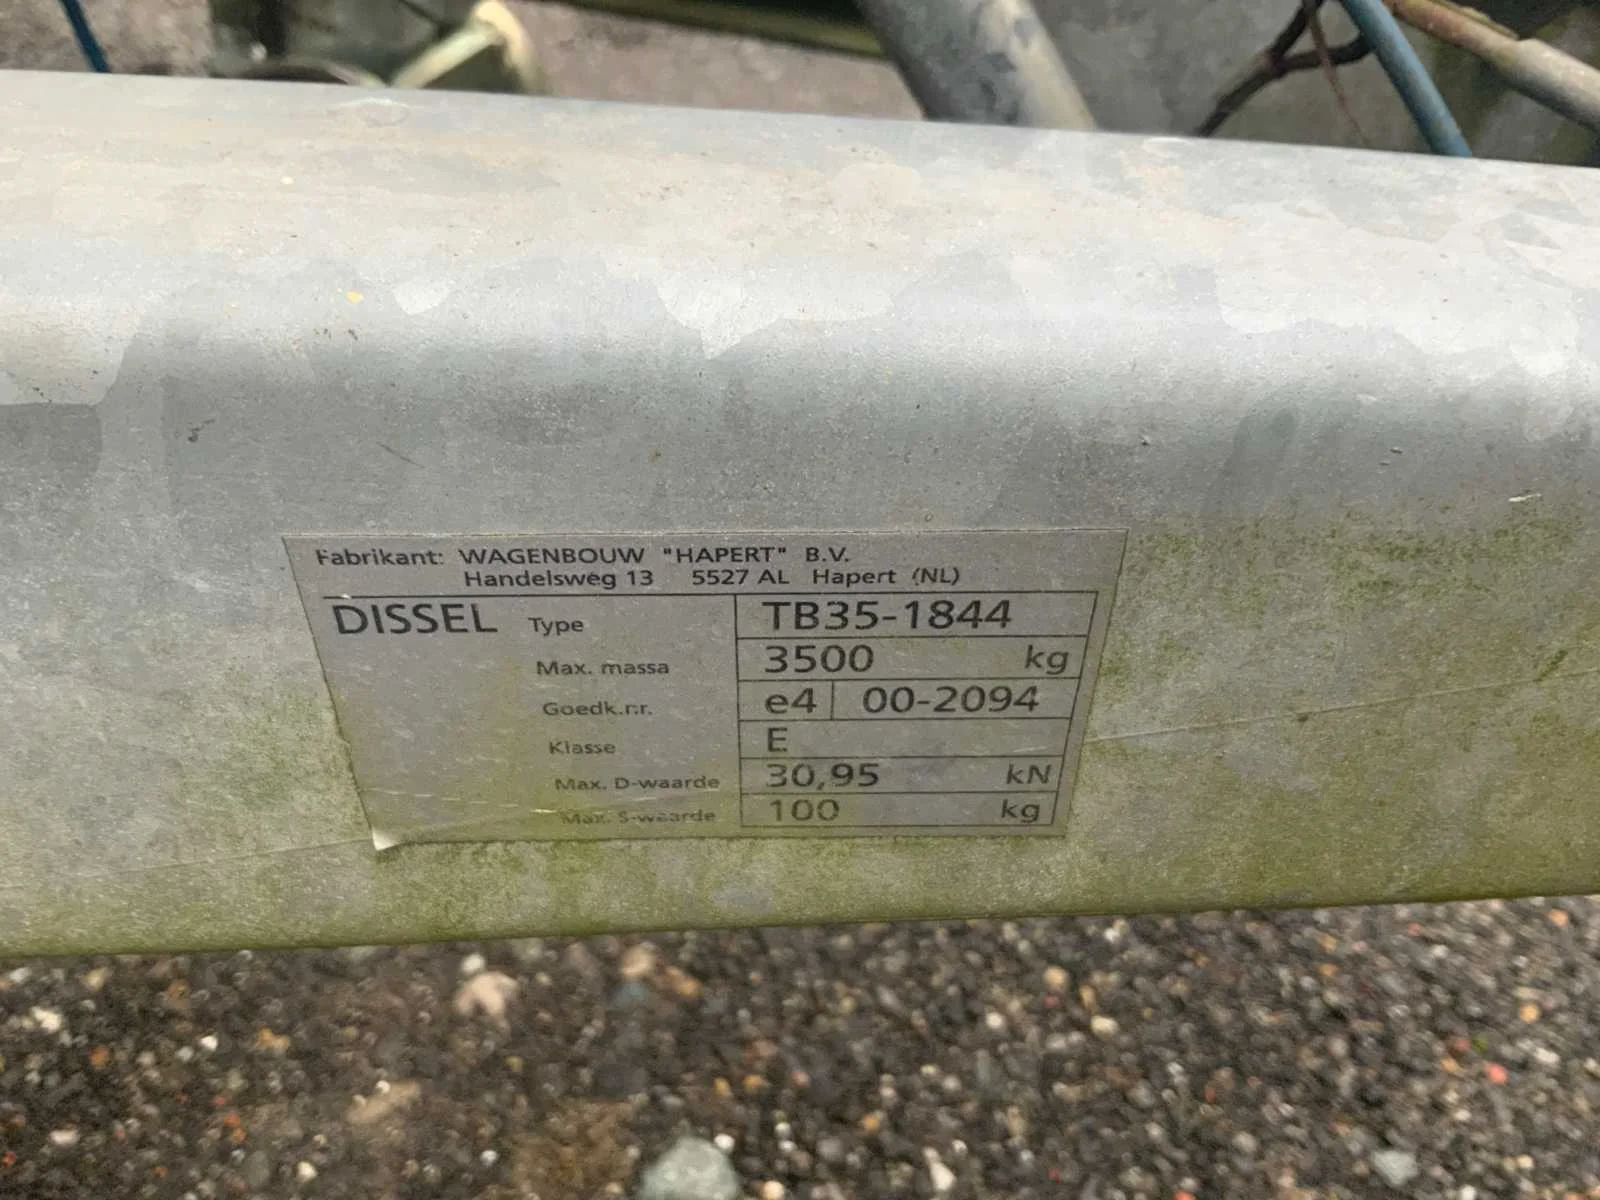 Fabrikant: WAGENBOUW "HAPERT" B.V.
Handelsweg 13 5527 AL Hapert (NL)
DISSEL Type TB35-1844
Max. massa 3500 kg
Goedk.nr. e4 00-2094
Klasse E
Max. D-waarde 30,95 kN
Max. S-waarde 100 kg